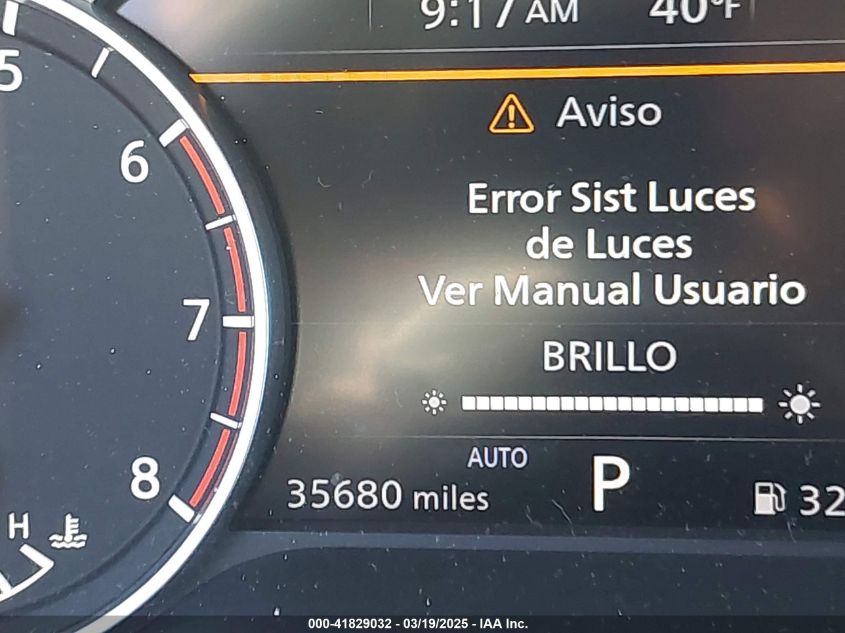 9:17 AM 40°F
Aviso
Error Sist Luces
de Luces
Ver Manual Usuario
BRILLO
AUTO
35680 miles P 32
5
6
7
8
H
000-41829032 - 03/19/2025 - IAA Inc.